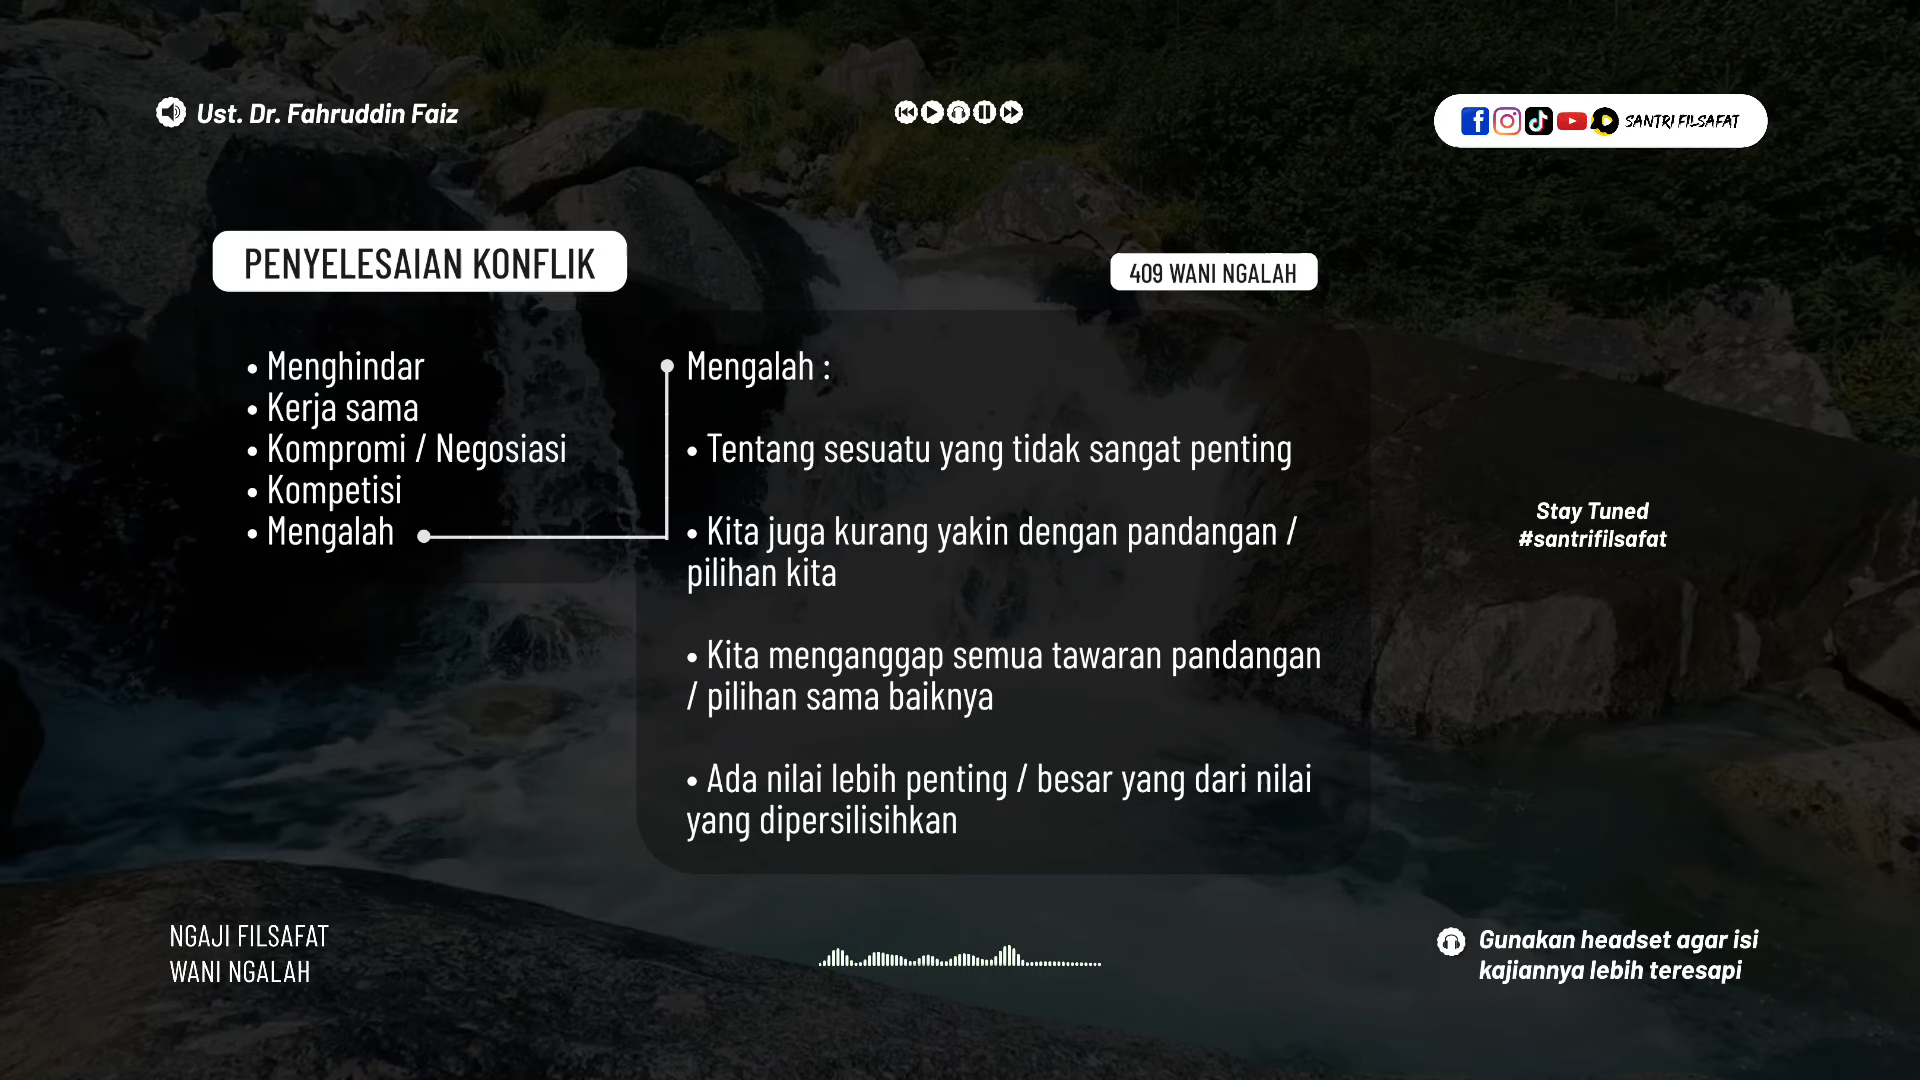 Ust. Dr. Fahruddin Faiz
SANTRI FILSAFAT
PENYELESAIAN KONFLIK
409 WANI NGALAH
• Menghindar
• Kerja sama
• Kompromi / Negosiasi
• Kompetisi
• Mengalah
Mengalah :
• Tentang sesuatu yang tidak sangat penting
• Kita juga kurang yakin dengan pandangan /
pilihan kita
• Kita menganggap semua tawaran pandangan
/ pilihan sama baiknya
• Ada nilai lebih penting / besar yang dari nilai
yang dipersilisihkan
Stay Tuned
#santrifilsafat
NGAJI FILSAFAT
WANI NGALAH
Gunakan headset agar isi
kajiannya lebih teresapi